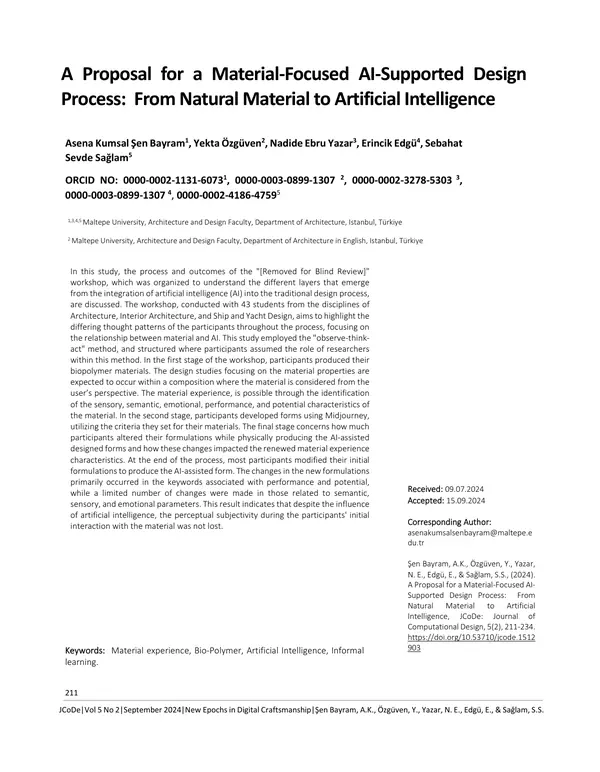 A Proposal for a Material-Focused AI-Supported Design
Process: From Natural Material to Artificial Intelligence
Asena Kumsal Şen Bayram1, Yekta Özgüven2, Nadide Ebru Yazar3, Erincik Edgü4, Sebahat
Sevde Sağlam5
ORCID NO: 0000-0002-1131-60731, 0000-0003-0899-1307 2, 0000-0002-3278-5303 3,
0000-0003-0899-1307 4, 0000-0002-4186-47595
1,3,4,5 Maltepe University, Architecture and Design Faculty, Department of Architecture, Istanbul, Türkiye
2 Maltepe University, Architecture and Design Faculty, Department of Architecture in English, Istanbul, Türkiye
In this study, the process and outcomes of the "[Removed for Blind Review]"
workshop, which was organized to understand the different layers that emerge
from the integration of artificial intelligence (AI) into the traditional design process,
are discussed. The workshop, conducted with 43 students from the disciplines of
Architecture, Interior Architecture, and Ship and Yacht Design, aims to highlight the
differing thought patterns of the participants throughout the process, focusing on
the relationship between material and AI. This study employed the "observe-think-
act" method, and structured where participants assumed the role of researchers
within this method. In the first stage of the workshop, participants produced their
biopolymer materials. The design studies focusing on the material properties are
expected to occur within a composition where the material is considered from the
user's perspective. The material experience, is possible through the identification
of the sensory, semantic, emotional, performance, and potential characteristics of
the material. In the second stage, participants developed forms using Midjourney,
utilizing the criteria they set for their materials. The final stage concerns how much
participants altered their formulations while physically producing the AI-assisted
designed forms and how these changes impacted the renewed material experience
characteristics. At the end of the process, most participants modified their initial
formulations to produce the AI-assisted form. The changes in the new formulations
primarily occurred in the keywords associated with performance and potential,
while a limited number of changes were made in those related to semantic,
sensory, and emotional parameters. This result indicates that despite the influence
of artificial intelligence, the perceptual subjectivity during the participants' initial
interaction with the material was not lost.
Received: 09.07.2024
Accepted: 15.09.2024
Corresponding Author:
asenakumsalsenbayram@maltepe.e
du.tr
Şen Bayram, A.K., Özgüven, Y., Yazar,
N. E., Edgü, E., & Sağlam, S.S., (2024).
A Proposal for a Material-Focused AI-
Supported Design Process: From
Natural Material to Artificial
Intelligence, JCoDe: Journal of
Computational Design, 5(2), 211-234.
https://doi.org/10.53710/jcode.1512
903
Keywords: Material experience, Bio-Polymer, Artificial Intelligence, Informal
learning.
211
JCoDe|Vol 5 No 2|September 2024|New Epochs in Digital Craftsmanship|Şen Bayram, A.K., Özgüven, Y., Yazar, N. E., Edgü, E., & Sağlam, S.S.